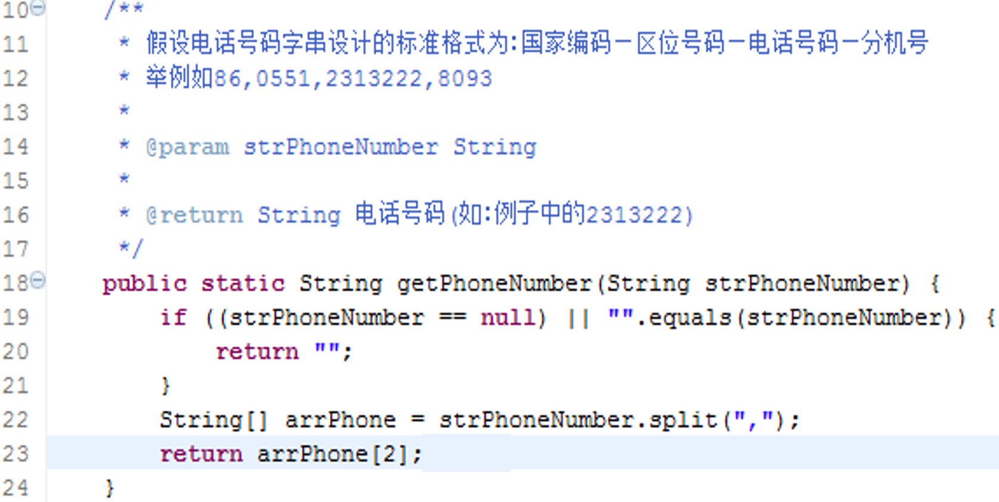 10 /**
11 * 假设电话号码字串设计的标准格式为:国家编码－区位号码－电话号码－分机号
12 * 举例如86,0551,2313222,8093
13 *
14 * @param strPhoneNumber String
15 *
16 * @return String 电话号码(如:例子中的2313222)
17 */
18 public static String getPhoneNumber(String strPhoneNumber) {
19 if ((strPhoneNumber == null) || "".equals(strPhoneNumber)) {
20 return "";
21 }
22 String[] arrPhone = strPhoneNumber.split(",");
23 return arrPhone[2];
24 }